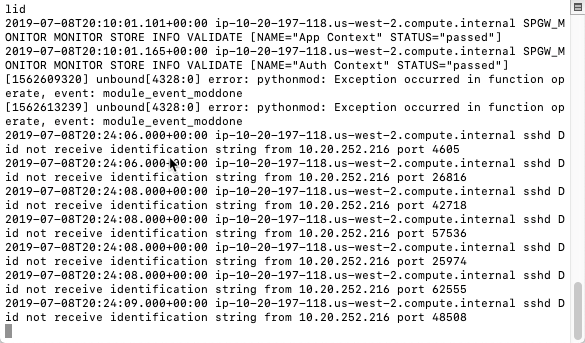 lid
2019-07-08T20:10:01.101+00:00 ip-10-20-197-118.us-west-2.compute.internal SPGW_M
ONITOR MONITOR STORE INFO VALIDATE [NAME="App Context" STATUS="passed"]
2019-07-08T20:10:01.165+00:00 ip-10-20-197-118.us-west-2.compute.internal SPGW_M
ONITOR MONITOR STORE INFO VALIDATE [NAME="Auth Context" STATUS="passed"]
[1562609320] unbound[4328:0] error: pythonmod: Exception occurred in function op
erate, event: module_event_moddone
[1562613239] unbound[4328:0] error: pythonmod: Exception occurred in function op
erate, event: module_event_moddone
2019-07-08T20:24:06.000+00:00 ip-10-20-197-118.us-west-2.compute.internal sshd D
id not receive identification string from 10.20.252.216 port 4605
2019-07-08T20:24:06.000+00:00 ip-10-20-197-118.us-west-2.compute.internal sshd D
id not receive identification string from 10.20.252.216 port 26816
2019-07-08T20:24:08.000+00:00 ip-10-20-197-118.us-west-2.compute.internal sshd D
id not receive identification string from 10.20.252.216 port 42718
2019-07-08T20:24:08.000+00:00 ip-10-20-197-118.us-west-2.compute.internal sshd D
id not receive identification string from 10.20.252.216 port 57536
2019-07-08T20:24:08.000+00:00 ip-10-20-197-118.us-west-2.compute.internal sshd D
id not receive identification string from 10.20.252.216 port 25974
2019-07-08T20:24:08.000+00:00 ip-10-20-197-118.us-west-2.compute.internal sshd D
id not receive identification string from 10.20.252.216 port 62555
2019-07-08T20:24:09.000+00:00 ip-10-20-197-118.us-west-2.compute.internal sshd D
id not receive identification string from 10.20.252.216 port 48508